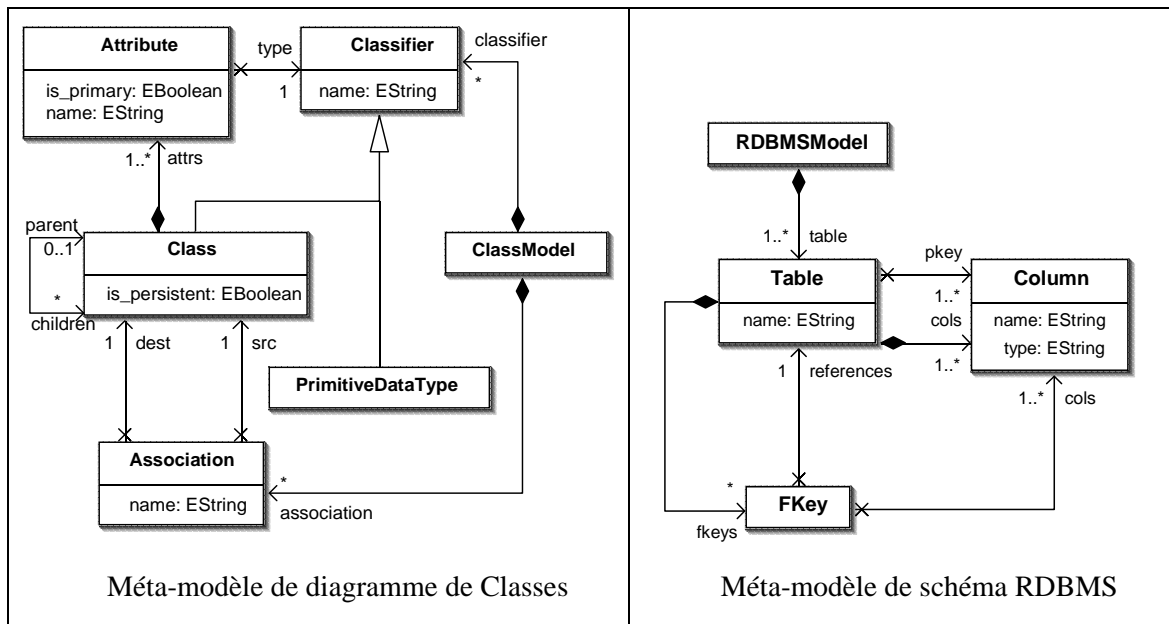 Attribute
is_primary: EBoolean
name: EString
type
1
Classifier
name: EString
classifier
*
1..* attrs
parent
0..1
Class
is_persistent: EBoolean
*
children
1 dest
1 src
ClassModel
PrimitiveDataType
Association
name: EString
*
association
Méta-modèle de diagramme de Classes
RDBMSModel
1..* table
Table
name: EString
pkey
1..*
cols
1..*
Column
name: EString
type: EString
1 references
1..* cols
*
fkeys
FKey
Méta-modèle de schéma RDBMS